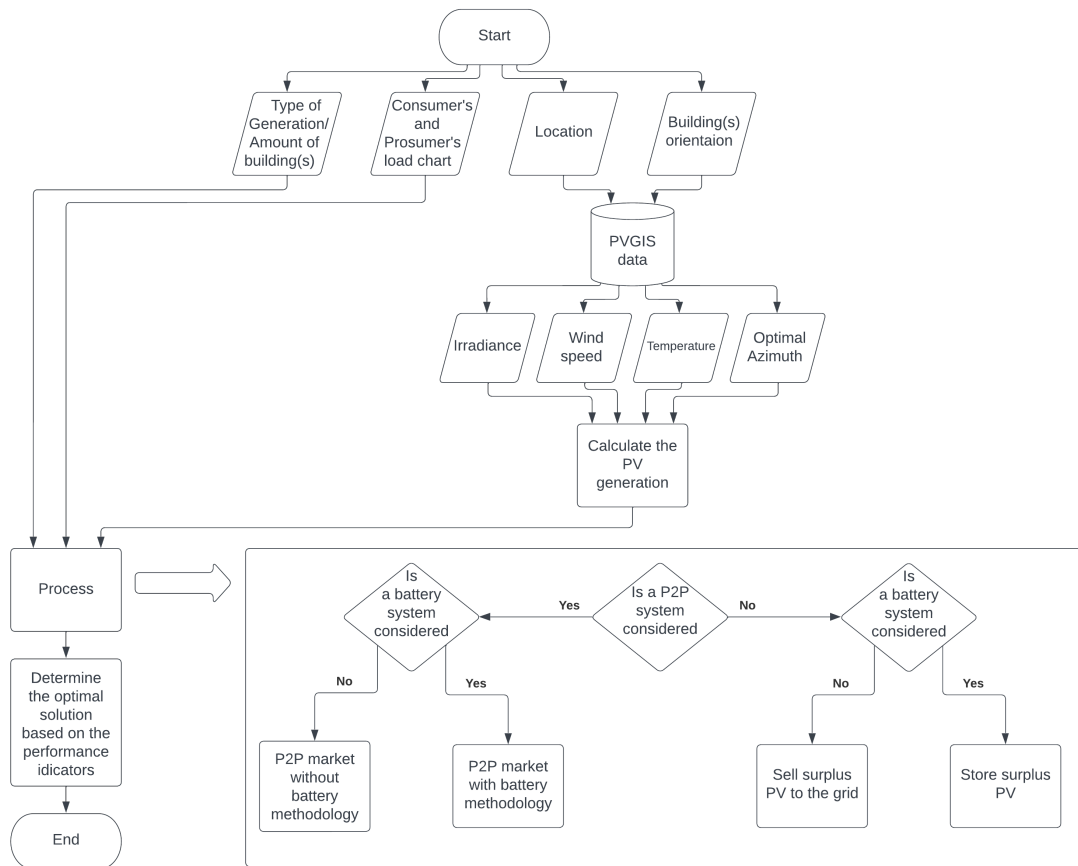 Start
Type of
Generation/
Amount of
building(s)
Consumer's
and
Prosumer's
load chart
Location
Building(s)
orientaion
PVGIS
data
Irradiance
Wind
speed
Temperature
Optimal
Azimuth
Calculate the
PV
generation
Process
Is
a battery
system
considered
Yes
Is a P2P
system
considered
No
Is
a battery
system
considered
No
Yes
No
Yes
Determine
the optimal
solution
based on the
performance
idicators
P2P market
without
battery
methodology
P2P market
with battery
methodology
Sell surplus
PV to the grid
Store surplus
PV
End